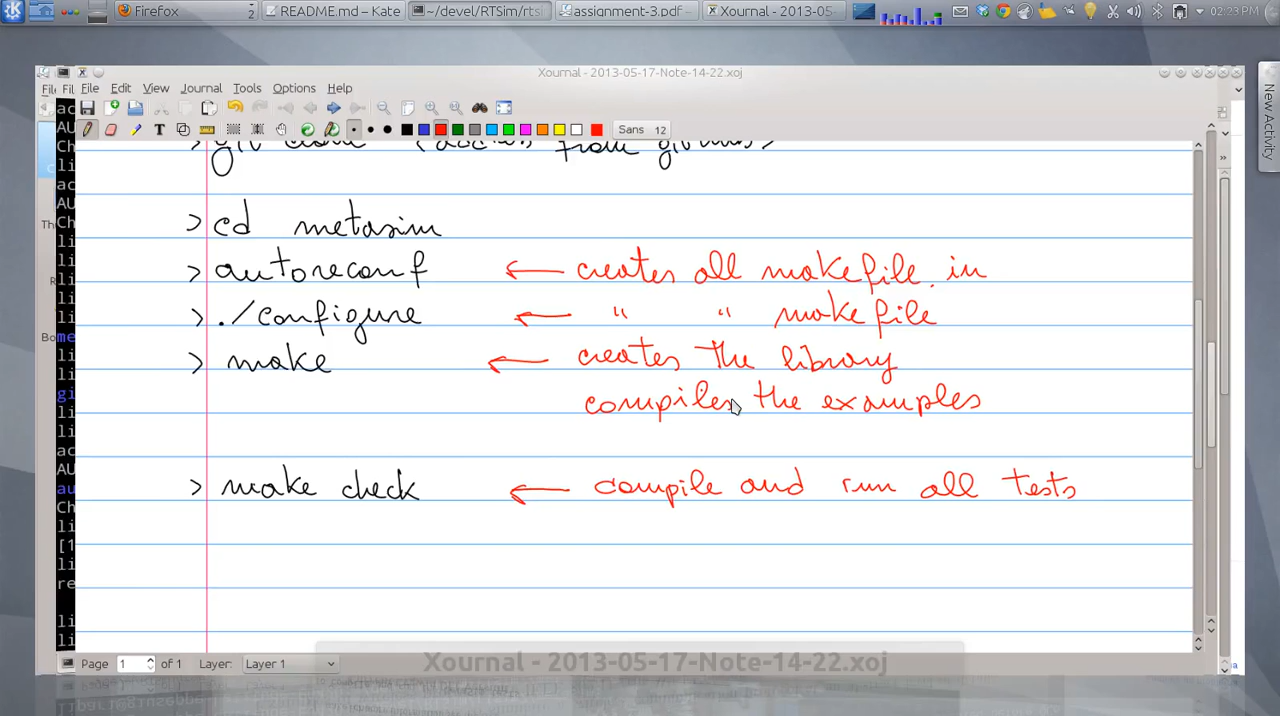 Firefox 2 README.md – Kate ~/devel/RTSim/rtsi assignment-3.pdf Xournal - 2013-05- 02:23 PM
Xournal - 2013-05-17-Note-14-22.xoj
New Activity
File Edit View Journal Tools Options Help
Sans 12
> cd metasim
> autoreconf ← creates all makefile.in
> ./configure ← " " makefile
> make ← creates the library
compiles the examples
> make check ← compile and run all tests
Page 1 of 1 Layer: Layer 1
Xournal - 2013-05-17-Note-14-22.xoj